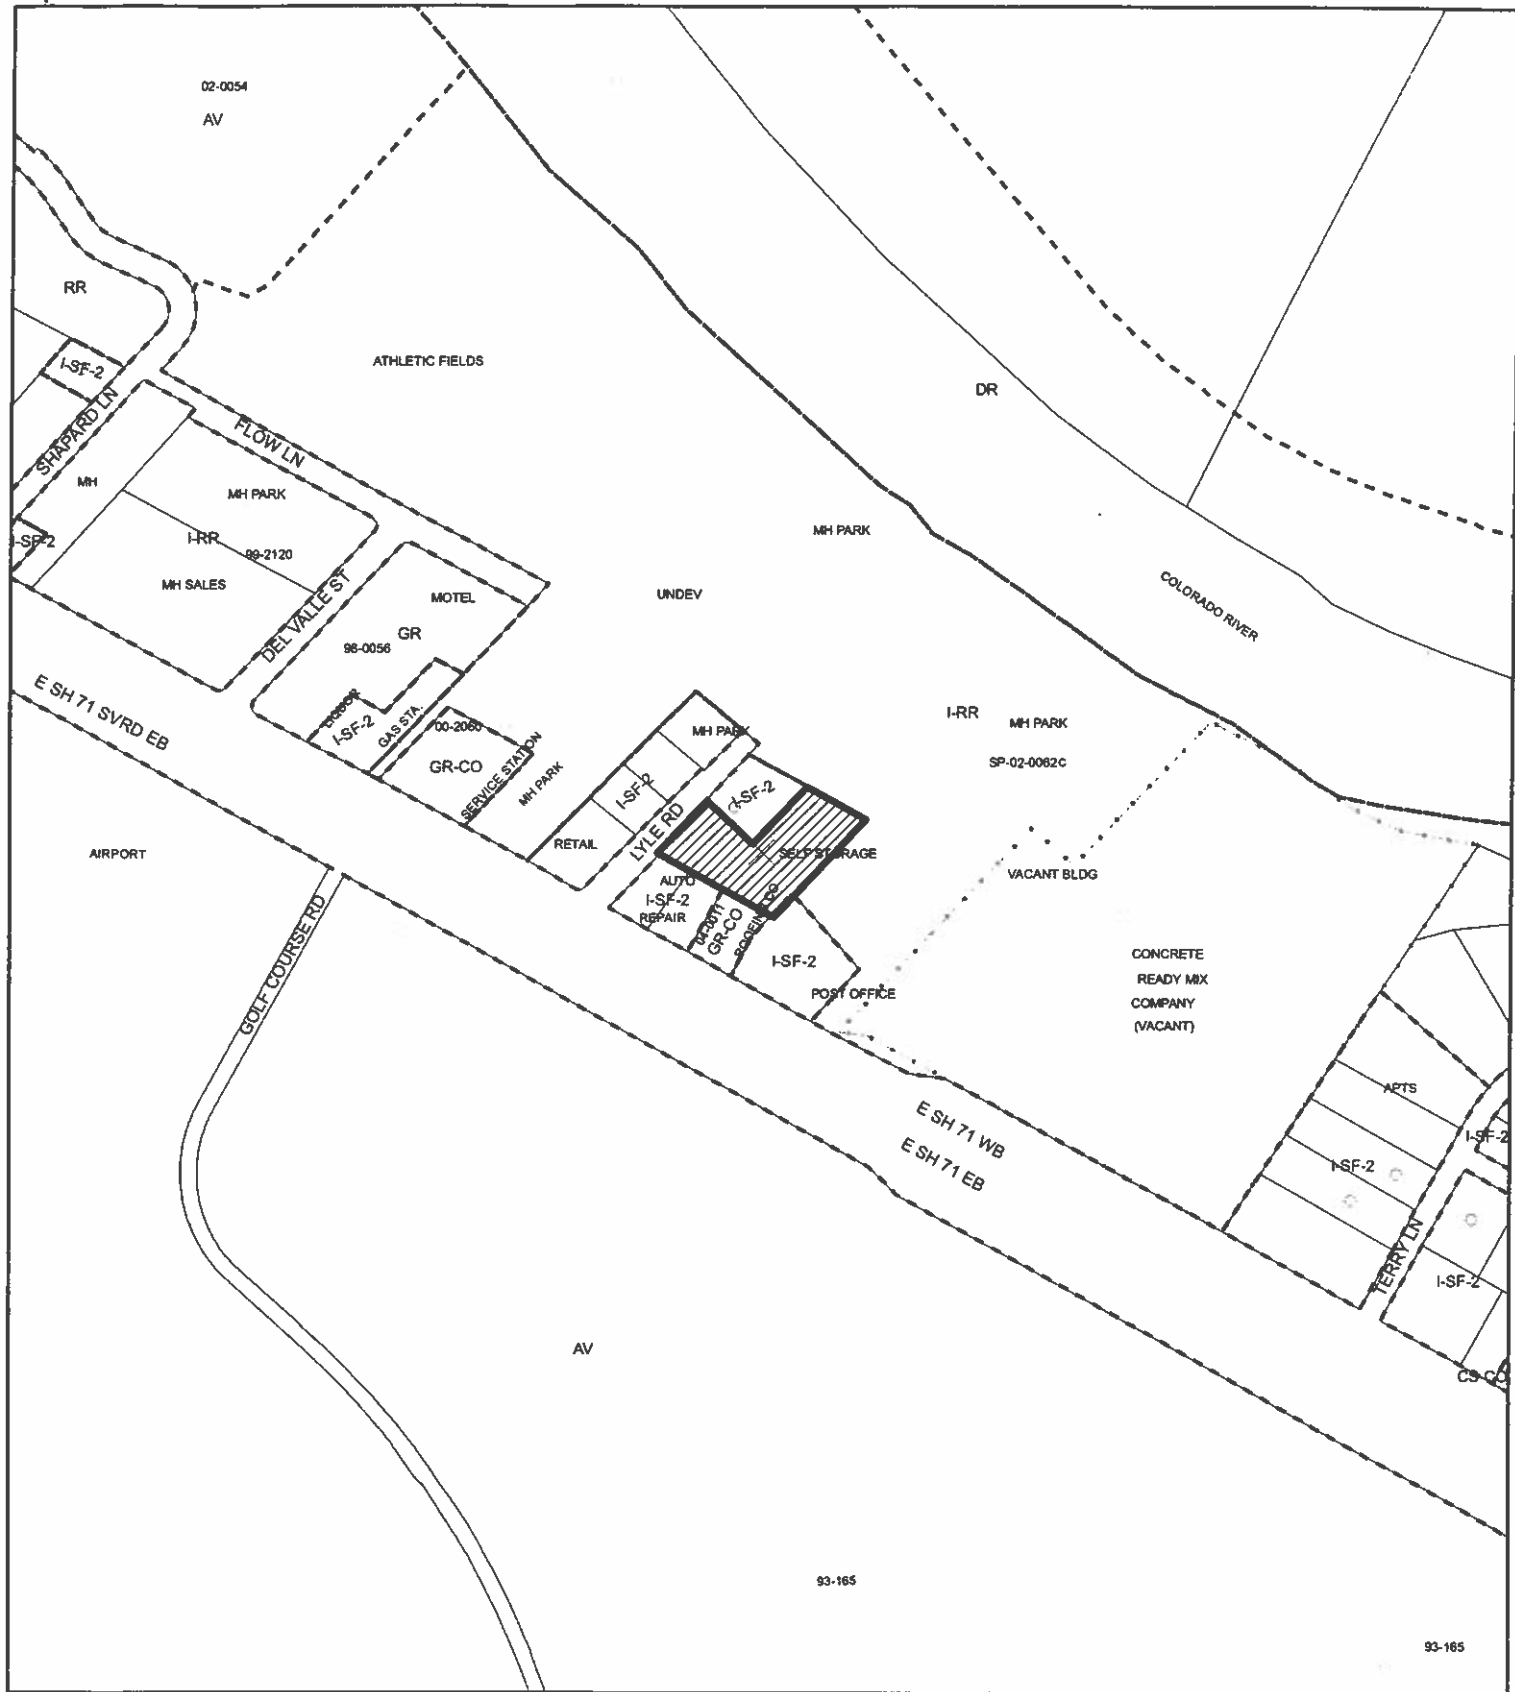 02-0054
AV
RR
I-SF-2
SHAPARD LN
FLOW LN
ATHLETIC FIELDS
DR
MH
MH PARK
I-SF-2
I-RR
99-2120
MH SALES
MH PARK
COLORADO RIVER
DEL VALLE ST
MOTEL
GR
UNDEV
E SH 71 SVRD EB
LIQUOR
I-SF-2
GAS STA.
00-2060
GR-CO
SERVICE STATION
MH PARK
MH PARK
I-SF-2
RETAIL
LYLE RD
I-SF-2
I-RR
MH PARK
SP-02-0062C
SELF STORAGE
VACANT BLDG
AIRPORT
AUTO
I-SF-2
REPAIR
04-0011
GR-CO
I-SF-2
POST OFFICE
CONCRETE
READY MIX
COMPANY
(VACANT)
GOLF COURSE RD
E SH 71 WB
E SH 71 EB
APTS
I-SF-2
I-SF-2
TERRY LN
I-SF-2
AV
93-165
93-165